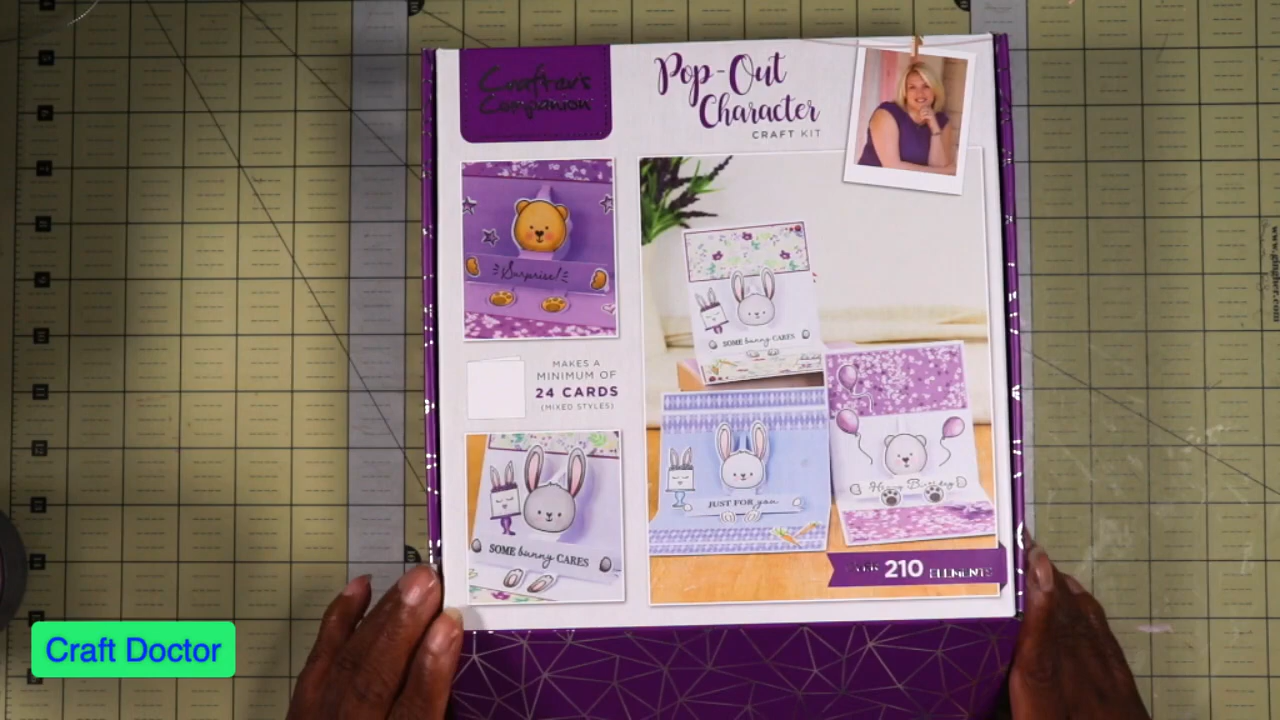 Crafter's
Companion
Pop-Out
Character
CRAFT KIT
Surprise!
MAKES A
MINIMUM OF
24 CARDS
(MIXED STYLES)
SOME bunny CARES
SOME bunny CARES
JUST FOR you
Happy Birthday
OVER 210 ELEMENTS
Craft Doctor